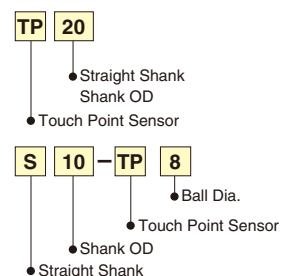 TP 20
Straight Shank
Shank OD
Touch Point Sensor
S 10 – TP 8
Ball Dia.
Touch Point Sensor
Shank OD
Straight Shank